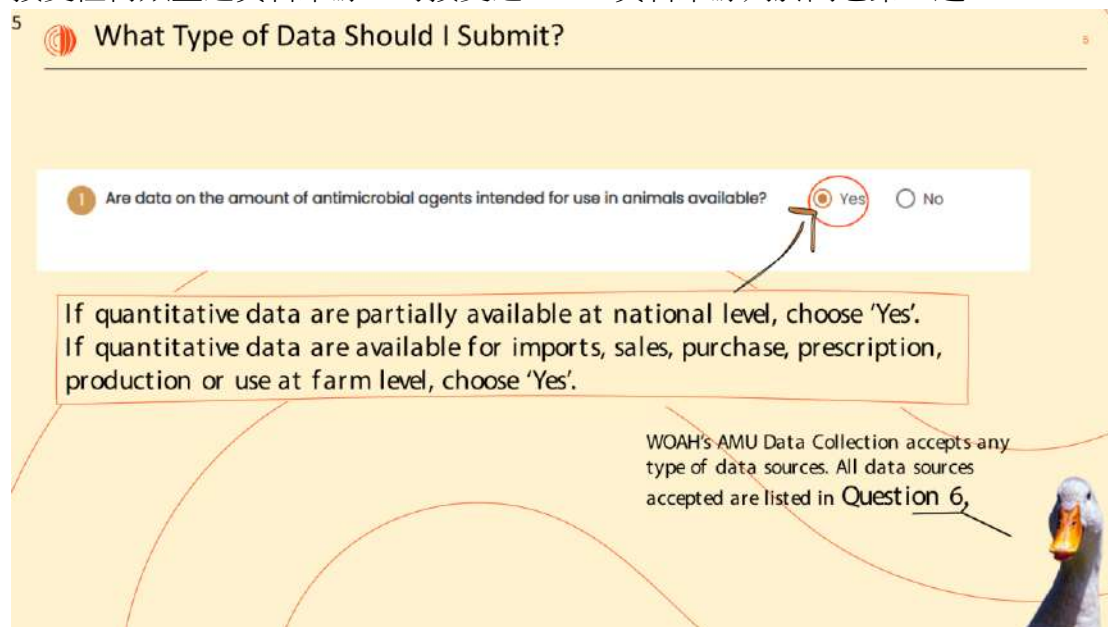 5
What Type of Data Should I Submit?
5
1 Are data on the amount of antimicrobial agents intended for use in animals available? Yes No
If quantitative data are partially available at national level, choose ‘Yes’.
If quantitative data are available for imports, sales, purchase, prescription,
production or use at farm level, choose ‘Yes’.
WOAH's AMU Data Collection accepts any
type of data sources. All data sources
accepted are listed in Question 6,